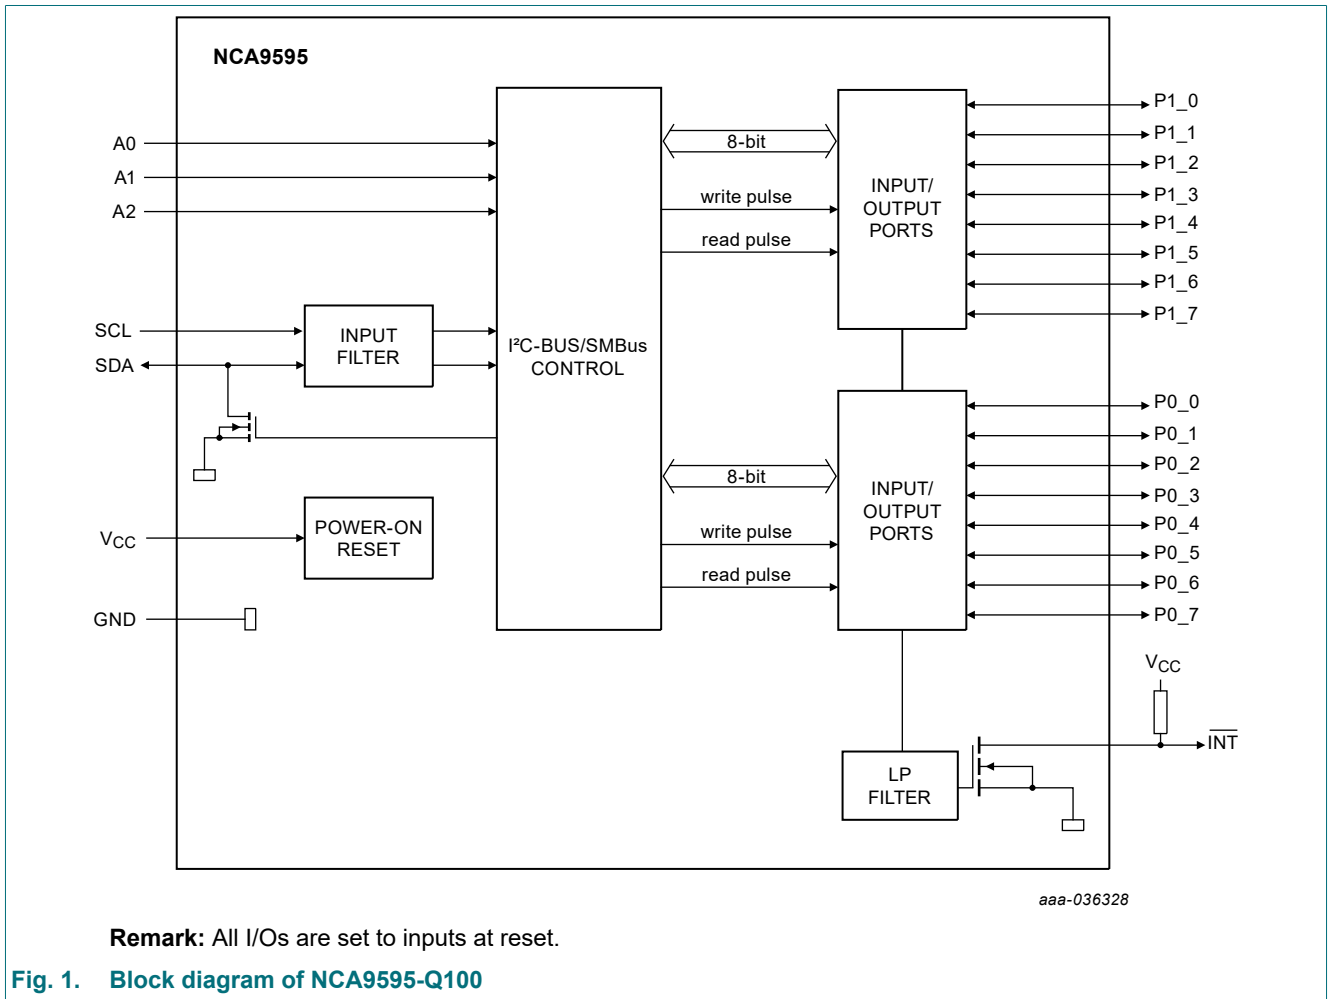 NCA9595
A0
A1
A2
SCL
SDA
VCC
GND
INPUT
FILTER
POWER-ON
RESET
I²C-BUS/SMBus
CONTROL
8-bit
write pulse
read pulse
INPUT/
OUTPUT
PORTS
P1_0
P1_1
P1_2
P1_3
P1_4
P1_5
P1_6
P1_7
8-bit
write pulse
read pulse
INPUT/
OUTPUT
PORTS
P0_0
P0_1
P0_2
P0_3
P0_4
P0_5
P0_6
P0_7
VCC
INT
LP
FILTER
aaa-036328
Remark: All I/Os are set to inputs at reset.
Fig. 1. Block diagram of NCA9595-Q100